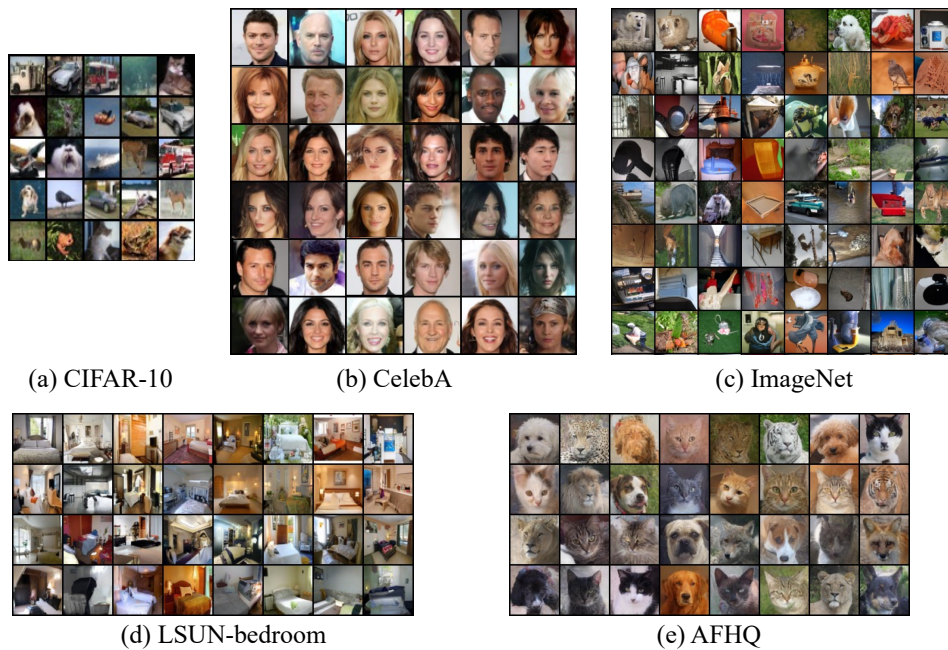 (a) CIFAR-10
(b) CelebA
(c) ImageNet
(d) LSUN-bedroom
(e) AFHQ